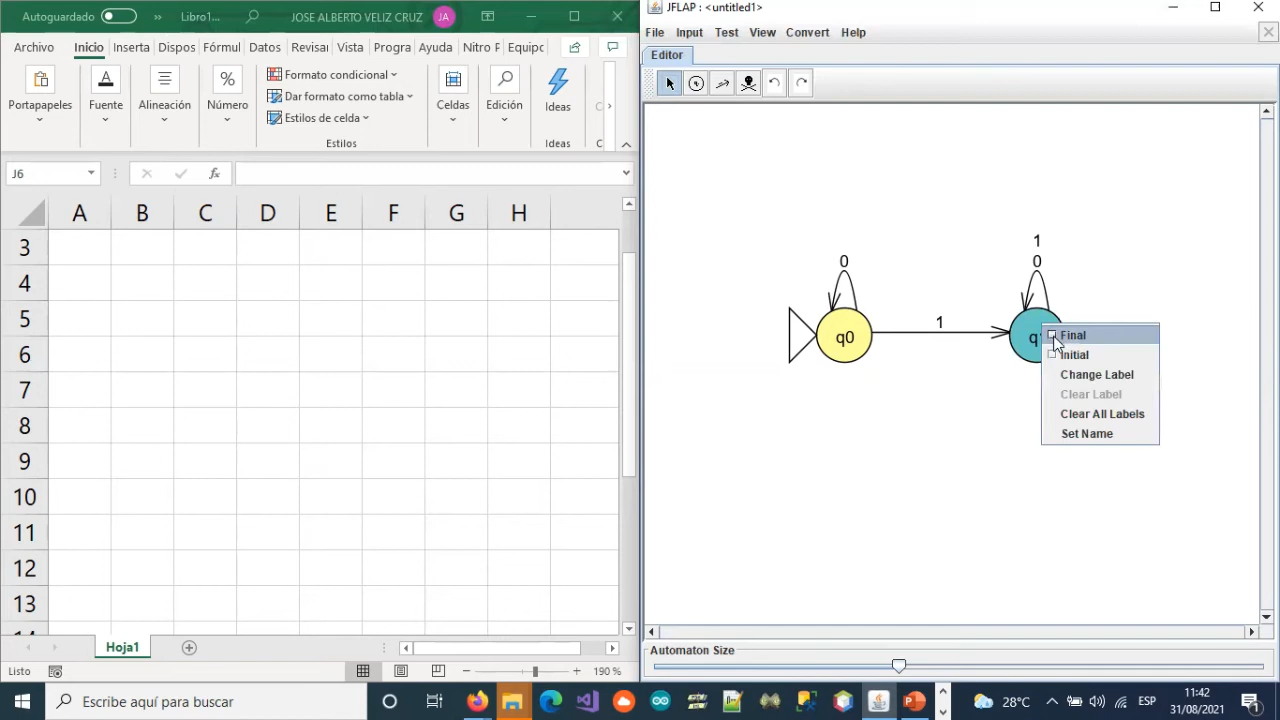 Autoguardado
»
Libro1...
JOSE ALBERTO VELIZ CRUZ
JA
Archivo Inicio Inserta Dispos Fórmul Datos Revisar Vista Progra Ayuda Nitro P Equipc
Portapapeles
Fuente
Alineación
%
Número
Formato condicional
Dar formato como tabla
Estilos de celda
Estilos
Celdas
Edición
Ideas
Ideas
J6
fx
A B C D E F G H
3
4
5
6
7
8
9
10
11
12
13
Hoja1
Listo
190 %
JFLAP : <untitled1>
File Input Test View Convert Help
Editor
0
1
0
q0
1
Final
Initial
Change Label
Clear Label
Clear All Labels
Set Name
Automaton Size
Escribe aquí para buscar
28°C
ESP
11:42
31/08/2021
1